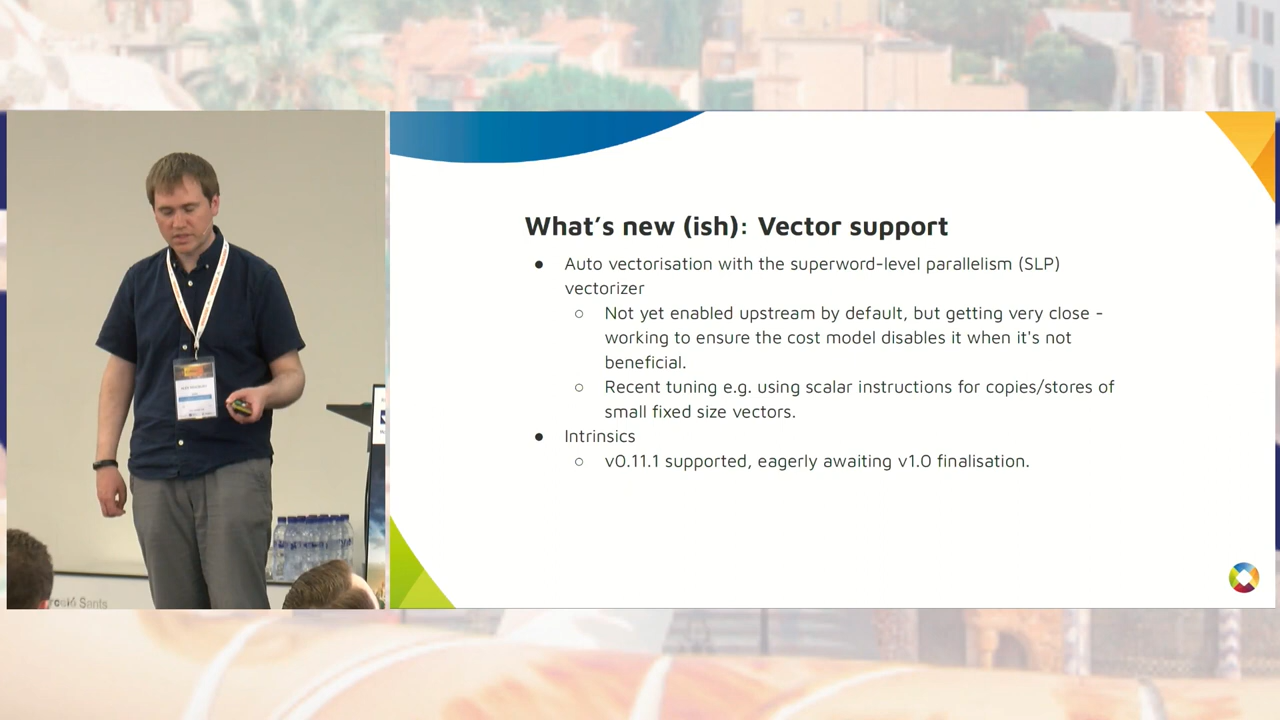 What's new (ish): Vector support
● Auto vectorisation with the superword-level parallelism (SLP)
vectorizer
○ Not yet enabled upstream by default, but getting very close -
working to ensure the cost model disables it when it's not
beneficial.
○ Recent tuning e.g. using scalar instructions for copies/stores of
small fixed size vectors.
● Intrinsics
○ v0.11.1 supported, eagerly awaiting v1.0 finalisation.
Sants